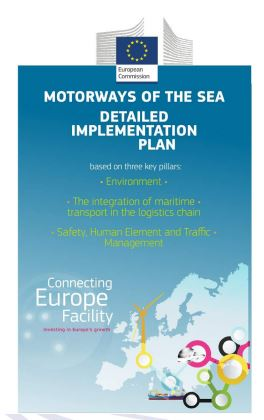 European
Commission
MOTORWAYS OF THE SEA
DETAILED
IMPLEMENTATION
PLAN
based on three key pillars:
• Environment •
• The integration of maritime •
transport in the logistics chain
• Safety, Human Element and Traffic •
Management
Connecting
Europe
Facility
Investing in Europe's growth